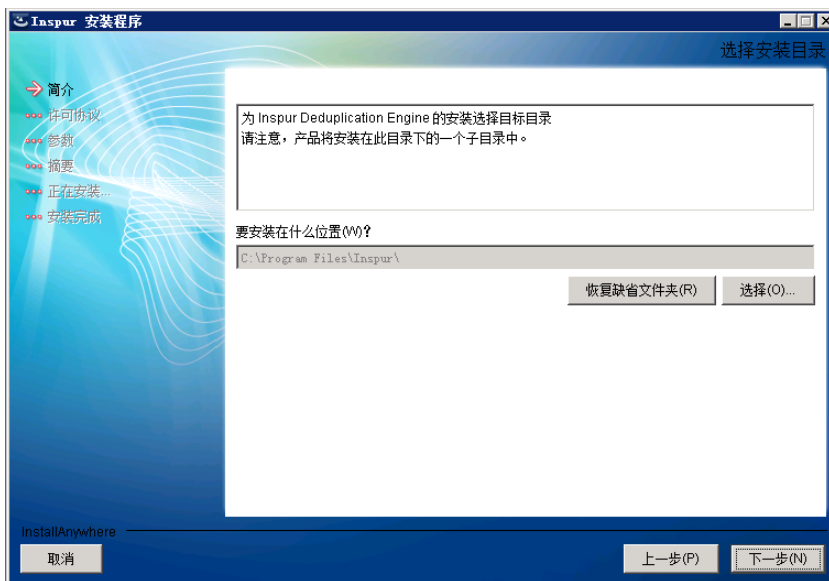 Inspur 安装程序
选择安装目录
简介
许可协议
参数
摘要
正在安装...
安装完成
为 Inspur Deduplication Engine 的安装选择目标目录
请注意，产品将安装在此目录下的一个子目录中。
要安装在什么位置(W)?
C:\Program Files\Inspur\
恢复缺省文件夹(R)
选择(O)...
InstallAnywhere
取消
上一步(P)
下一步(N)